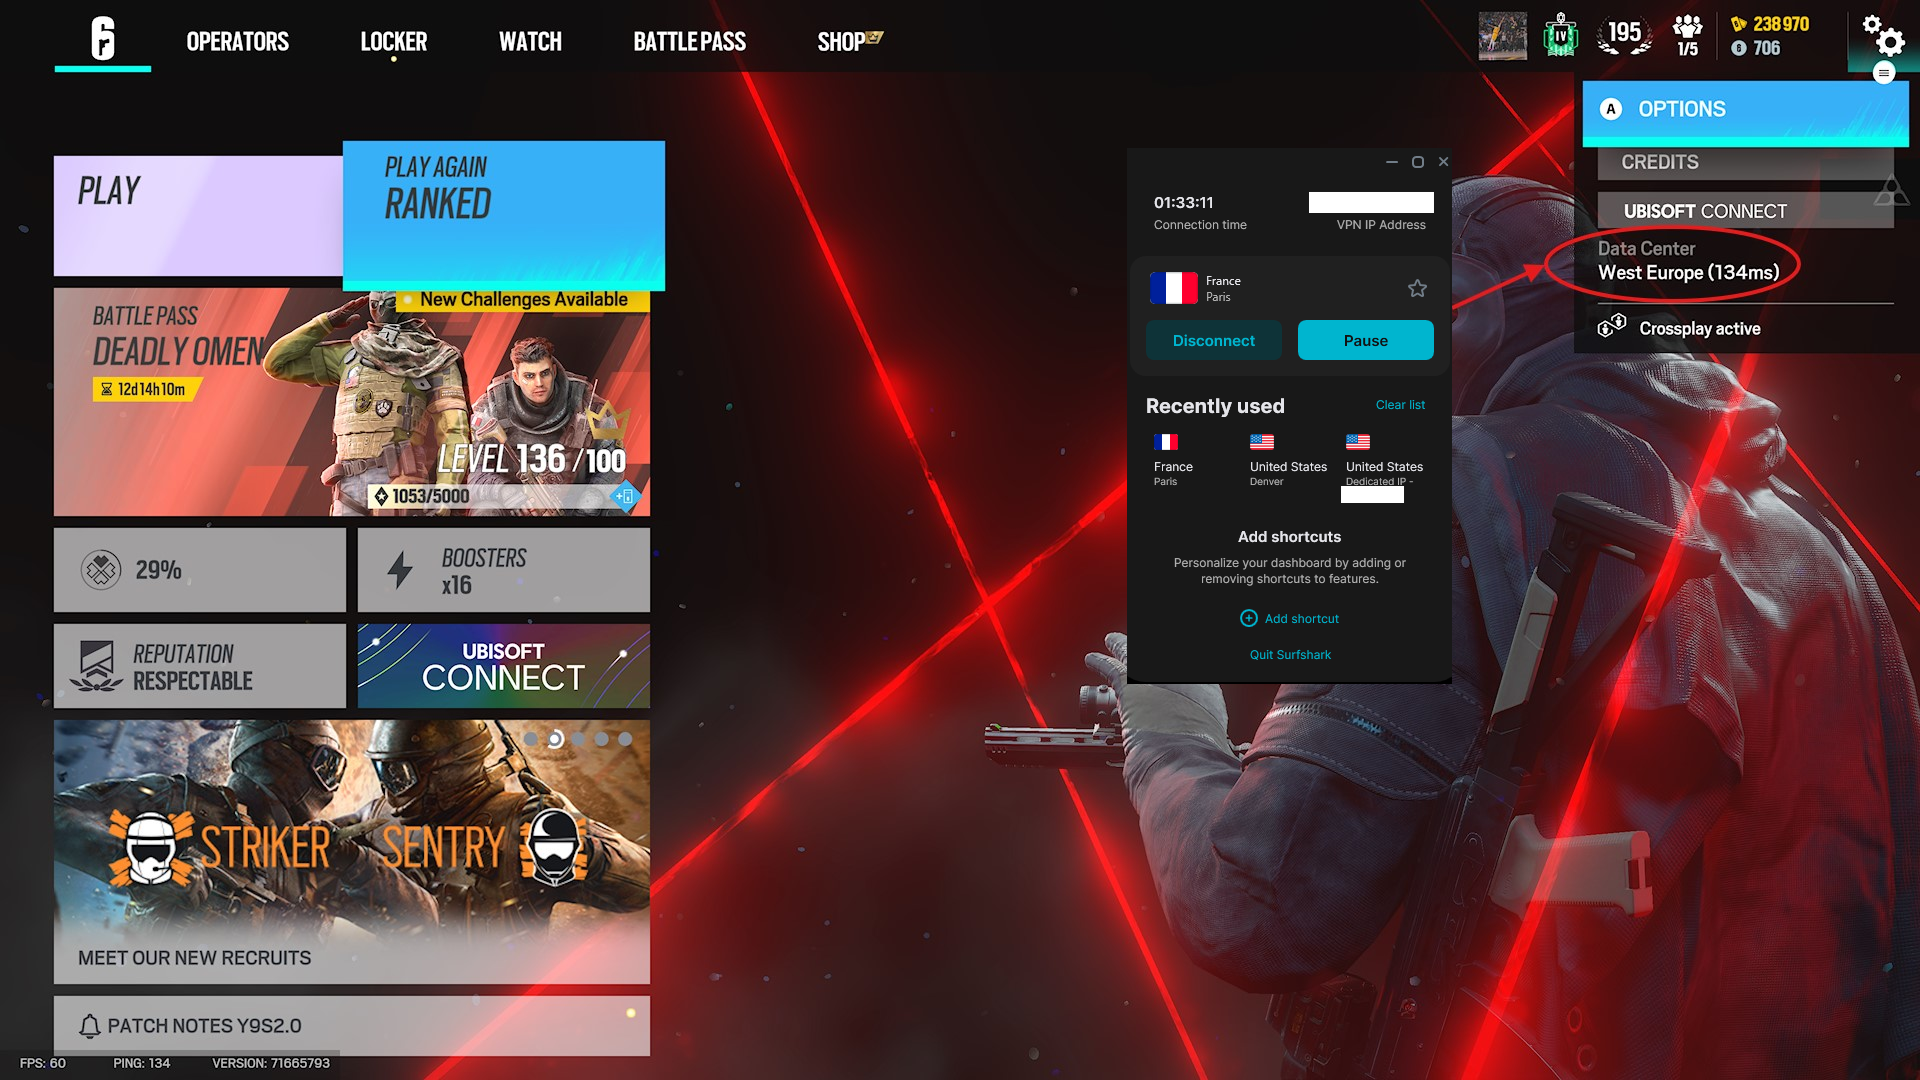 OPERATORS
LOCKER
WATCH
BATTLE PASS
SHOP
IV
195
1/5
238 970
706
A OPTIONS
CREDITS
UBISOFT CONNECT
Data Center
West Europe (134ms)
Crossplay active
PLAY
PLAY AGAIN
RANKED
New Challenges Available
BATTLE PASS
DEADLY OMEN
12d 14h 10m
LEVEL 136 /100
1053/5000
29%
BOOSTERS
x16
REPUTATION
RESPECTABLE
UBISOFT
CONNECT
STRIKER
SENTRY
MEET OUR NEW RECRUITS
PATCH NOTES Y9S2.0
FPS: 60
PING: 134
VERSION: 71665793
01:33:11
Connection time
VPN IP Address
France
Paris
Disconnect
Pause
Recently used
Clear list
France
Paris
United States
Denver
United States
Dedicated IP -
Add shortcuts
Personalize your dashboard by adding or
removing shortcuts to features.
Add shortcut
Quit Surfshark